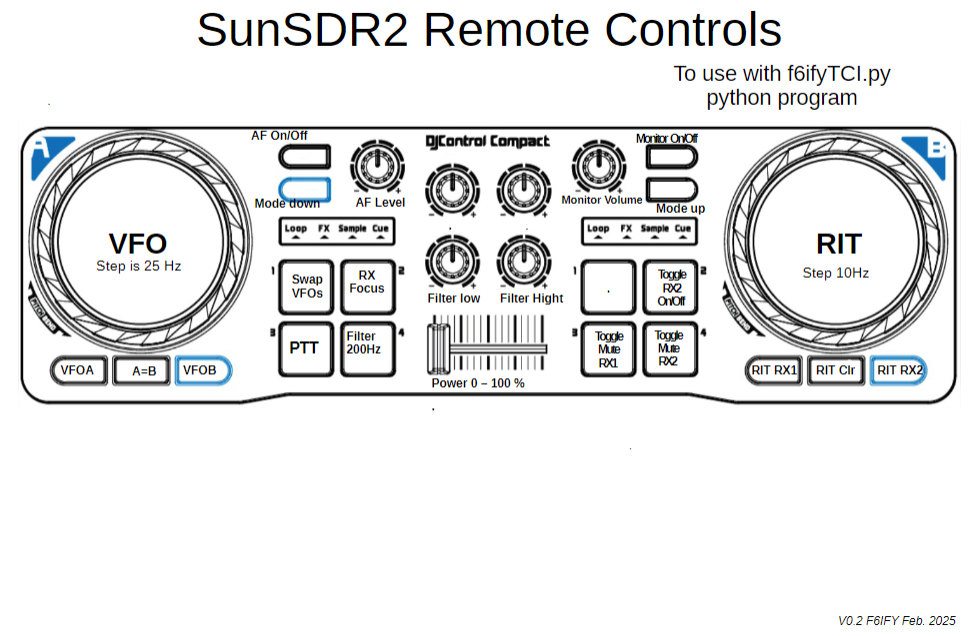 SunSDR2 Remote Controls
To use with f6ifyTCI.py
python program
A
AF On/Off
DJControl Compact
Monitor On/Off
B
Mode down
AF Level
- +
- +
- +
Monitor Volume
- +
Mode up
Loop FX Sample Cue
Loop FX Sample Cue
VFO
Step is 25 Hz
RIT
Step 10Hz
1
Swap
VFOs
RX
Focus
2
- +
- +
Filter low
Filter Hight
1
.
Toggle
RX2
On/Off
2
PITCH BEND
PITCH BEND
3
PTT
Filter
200Hz
4
3
Toggle
Mute
RX1
Toggle
Mute
RX2
4
Power 0 – 100 %
VFOA
A=B
VFOB
RIT RX1
RIT Clr
RIT RX2
V0.2 F6IFY Feb. 2025